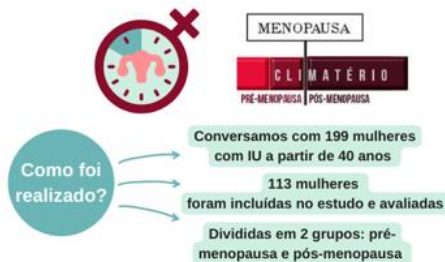 MENOPAUSA
CLIMATÉRIO
PRÉ-MENOPAUSA PÓS-MENOPAUSA
Como foi
realizado?
Conversamos com 199 mulheres
com IU a partir de 40 anos
113 mulheres
foram incluídas no estudo e avaliadas
Divididas em 2 grupos: pré-
menopausa e pós-menopausa